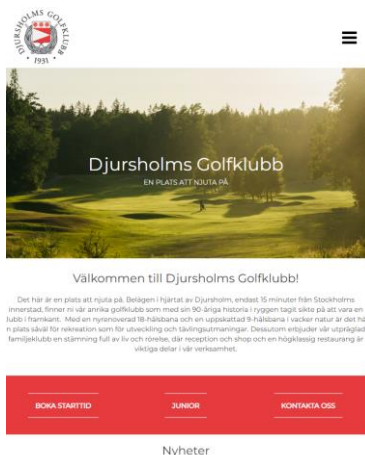 DJURSHOLMS GOLFKLUBB
1931
Djursholms Golfklubb
EN PLATS ATT NJUTA PÅ
Välkommen till Djursholms Golfklubb!
Det här är en plats att njuta på. Belägen i hjärtat av Djursholm, endast 15 minuter från Stockholms
innerstad, finner ni vår anrika golfklubb som med sin 90-åriga historia i ryggen tagit sikte på att vara en
lubb i framkant. Med en nyrenoverad 18-hålsbana och en uppskattad 9-hålsbana i vacker natur är det hä
n plats såväl för rekreation som för utveckling och tävlingsutmaningar. Dessutom erbjuder vår utpräglad
familjeklubb en stämning full av liv och rörelse, där reception och shop och en högklassig restaurang är
viktiga delar i vår verksamhet.
BOKA STARTTID
JUNIOR
KONTAKTA OSS
Nyheter